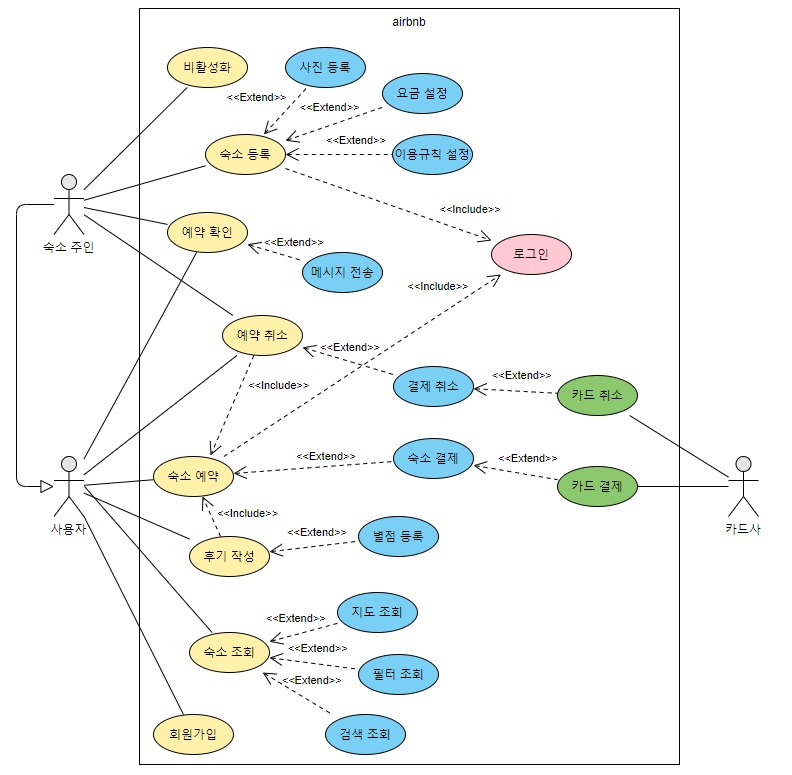 airbnb
비활성화
사진 등록
요금 설정
<<Extend>>
<<Extend>>
<<Extend>>
숙소 등록
이용규칙 설정
<<Include>>
숙소 주인
예약 확인
<<Extend>>
로그인
메시지 전송
<<Include>>
예약 취소
<<Extend>>
<<Include>>
결제 취소
<<Extend>>
카드 취소
<<Extend>>
숙소 결제
<<Extend>>
숙소 예약
카드 결제
사용자
카드사
<<Include>>
<<Extend>>
별점 등록
후기 작성
지도 조회
<<Extend>>
<<Extend>>
숙소 조회
필터 조회
<<Extend>>
회원가입
검색 조회